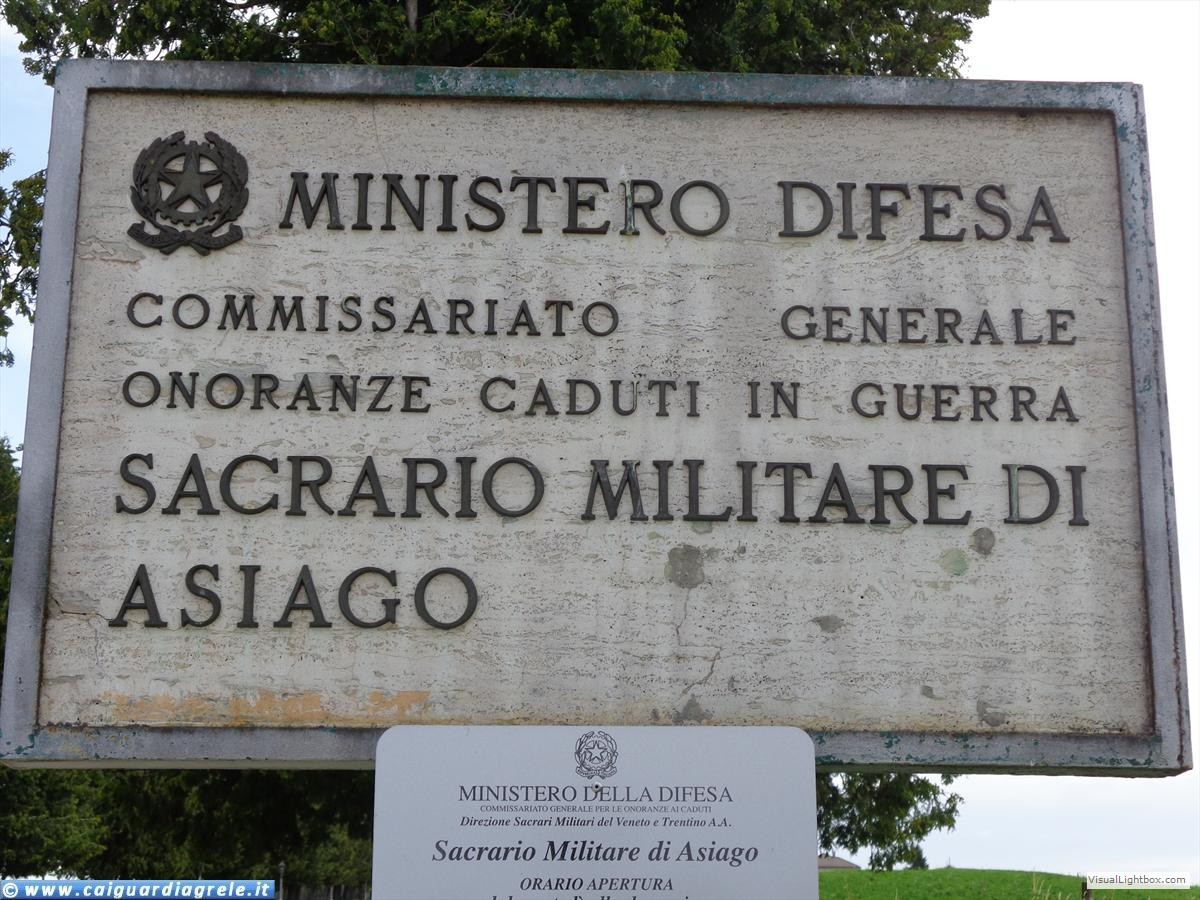 MINISTERO DIFESA
COMMISSARIATO GENERALE
ONORANZE CADUTI IN GUERRA
SACRARIO MILITARE DI
ASIAGO
MINISTERO DELLA DIFESA
COMMISSARIATO GENERALE PER LE ONORANZE AI CADUTI
Direzione Sacrari Militari del Veneto e Trentino A.A.
Sacrario Militare di Asiago
ORARIO APERTURA
www.caiguardiagrele.it
VisualLightBox.com